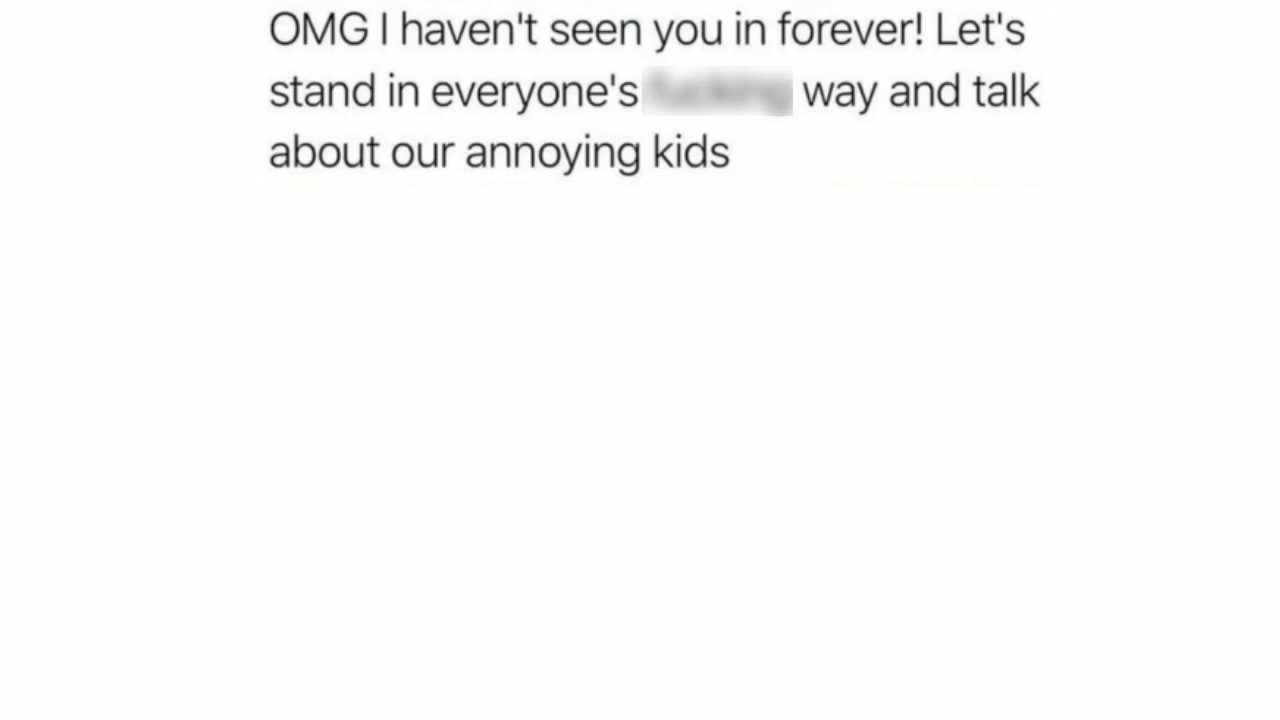 OMG I haven't seen you in forever! Let's
stand in everyone's way and talk
about our annoying kids